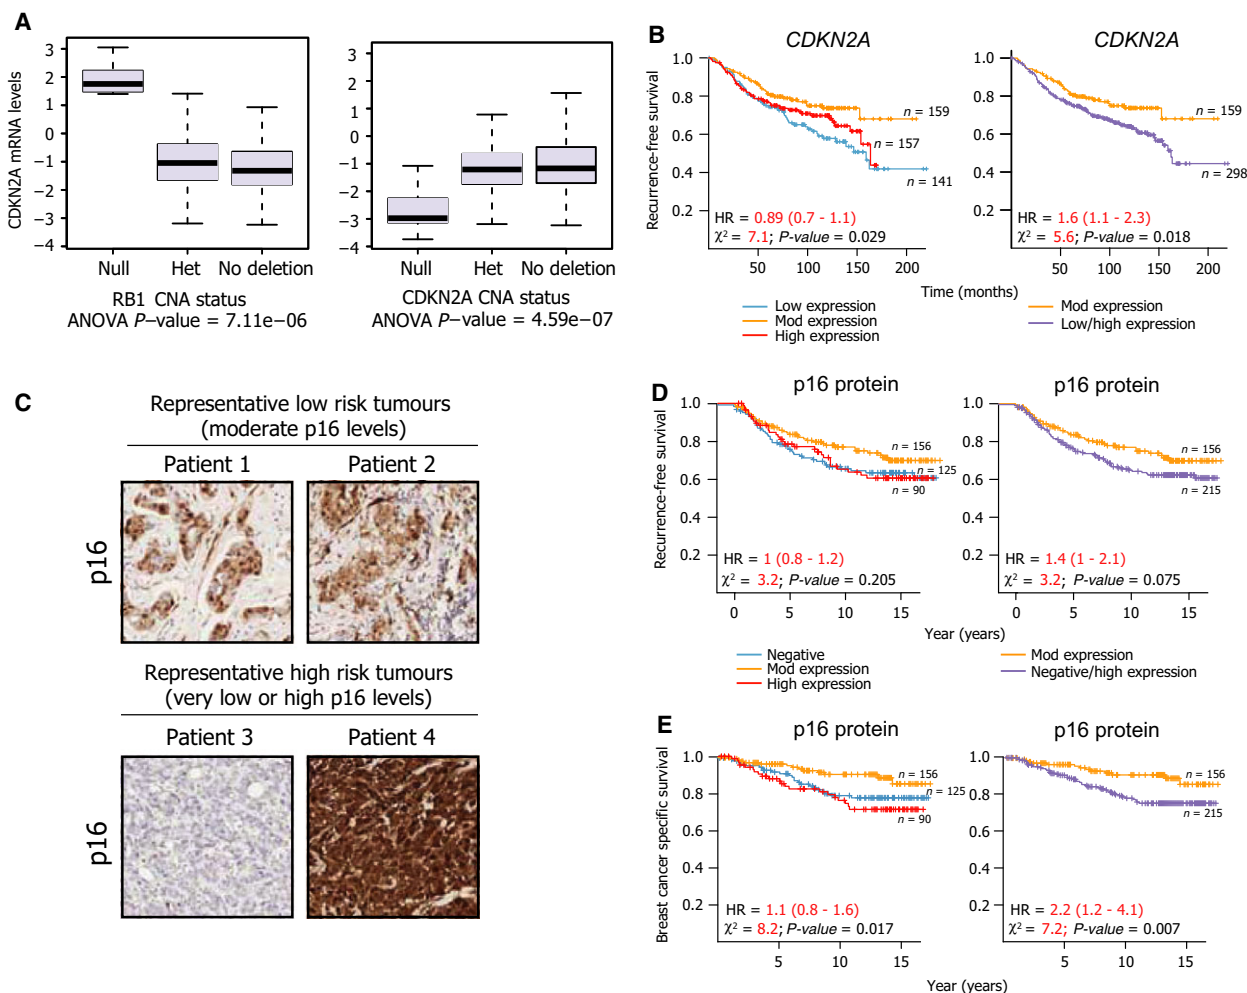 A
CDKN2A mRNA levels
3
2
1
0
−1
−2
−3
−4
Null Het No deletion
RB1 CNA status
ANOVA P−value = 7.11e−06
3
2
1
0
−1
−2
−3
−4
Null Het No deletion
CDKN2A CNA status
ANOVA P−value = 4.59e−07
B
CDKN2A
Recurrence-free survival
1.0
0.8
0.6
0.4
0.2
n = 159
n = 157
n = 141
HR = 0.89 (0.7 - 1.1)
χ² = 7.1; P-value = 0.029
50 100 150 200
CDKN2A
1.0
0.8
0.6
0.4
0.2
n = 159
n = 298
HR = 1.6 (1.1 - 2.3)
χ² = 5.6; P-value = 0.018
50 100 150 200
Time (months)
Low expression
Mod expression
High expression
Mod expression
Low/high expression
C
Representative low risk tumours
(moderate p16 levels)
Patient 1 Patient 2
p16
Representative high risk tumours
(very low or high p16 levels)
Patient 3 Patient 4
p16
D
p16 protein
Recurrence-free survival
1.0
0.8
0.6
0.4
0.2
n = 156
n = 125
n = 90
HR = 1 (0.8 - 1.2)
χ² = 3.2; P-value = 0.205
0 5 10 15
p16 protein
1.0
0.8
0.6
0.4
0.2
n = 156
n = 215
HR = 1.4 (1 - 2.1)
χ² = 3.2; P-value = 0.075
0 5 10 15
Year (years)
Negative
Mod expression
High expression
Mod expression
Negative/high expression
E
p16 protein
Breast cancer specific survival
1.0
0.8
0.6
0.4
0.2
n = 156
n = 125
n = 90
HR = 1.1 (0.8 - 1.6)
χ² = 8.2; P-value = 0.017
5 10 15
p16 protein
1.0
0.8
0.6
0.4
0.2
n = 156
n = 215
HR = 2.2 (1.2 - 4.1)
χ² = 7.2; P-value = 0.007
5 10 15
Year (years)